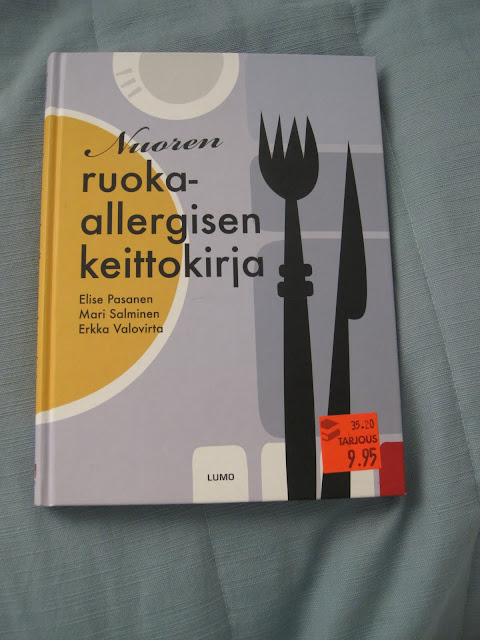 Nuoren
ruoka-
allergisen
keittokirja
Elise Pasanen
Mari Salminen
Erkka Valovirta
35.20
TARJOUS
9.95
LUMO